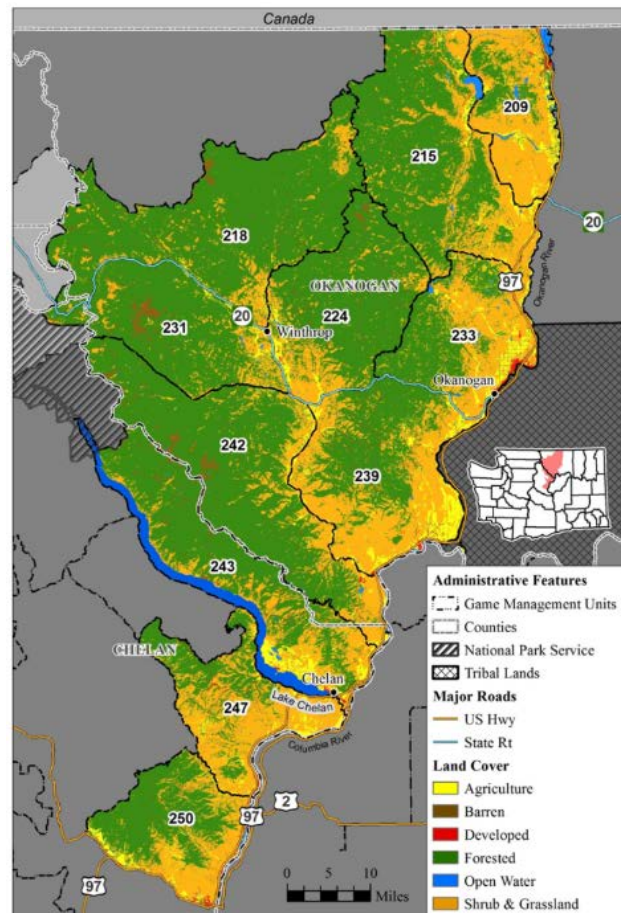 Canada
209
215
20
218
OKANOGAN
97
Okanogan River
224
20
231
233
Winthrop
Okanogan
242
239
243
CHELAN
Chelan
Lake Chelan
247
Columbia River
250
2
97
97
0 5 10
Miles
Administrative Features
Game Management Units
Counties
National Park Service
Tribal Lands
Major Roads
US Hwy
State Rt
Land Cover
Agriculture
Barren
Developed
Forested
Open Water
Shrub & Grassland